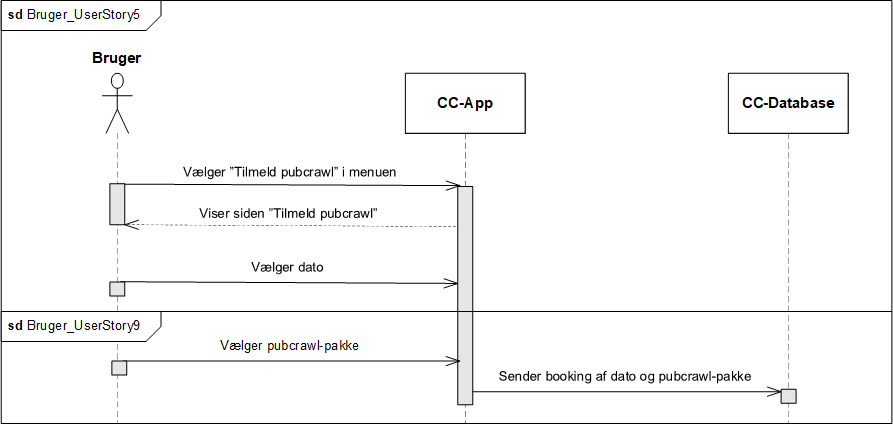 sd Bruger_UserStory5
Bruger
CC-App
CC-Database
Vælger ”Tilmeld pubcrawl” i menuen
Viser siden ”Tilmeld pubcrawl”
Vælger dato
sd Bruger_UserStory9
Vælger pubcrawl-pakke
Sender booking af dato og pubcrawl-pakke